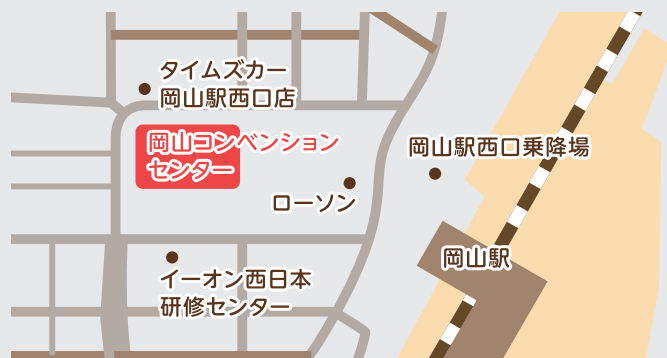 タイムズカー
岡山駅西口店
岡山コンベンション
センター
岡山駅西口乗降場
ローソン
岡山駅
イーオン西日本
研修センター